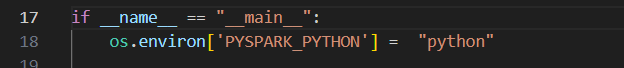 17 if __name__ == "__main__":
18     os.environ['PYSPARK_PYTHON'] =  "python"
19